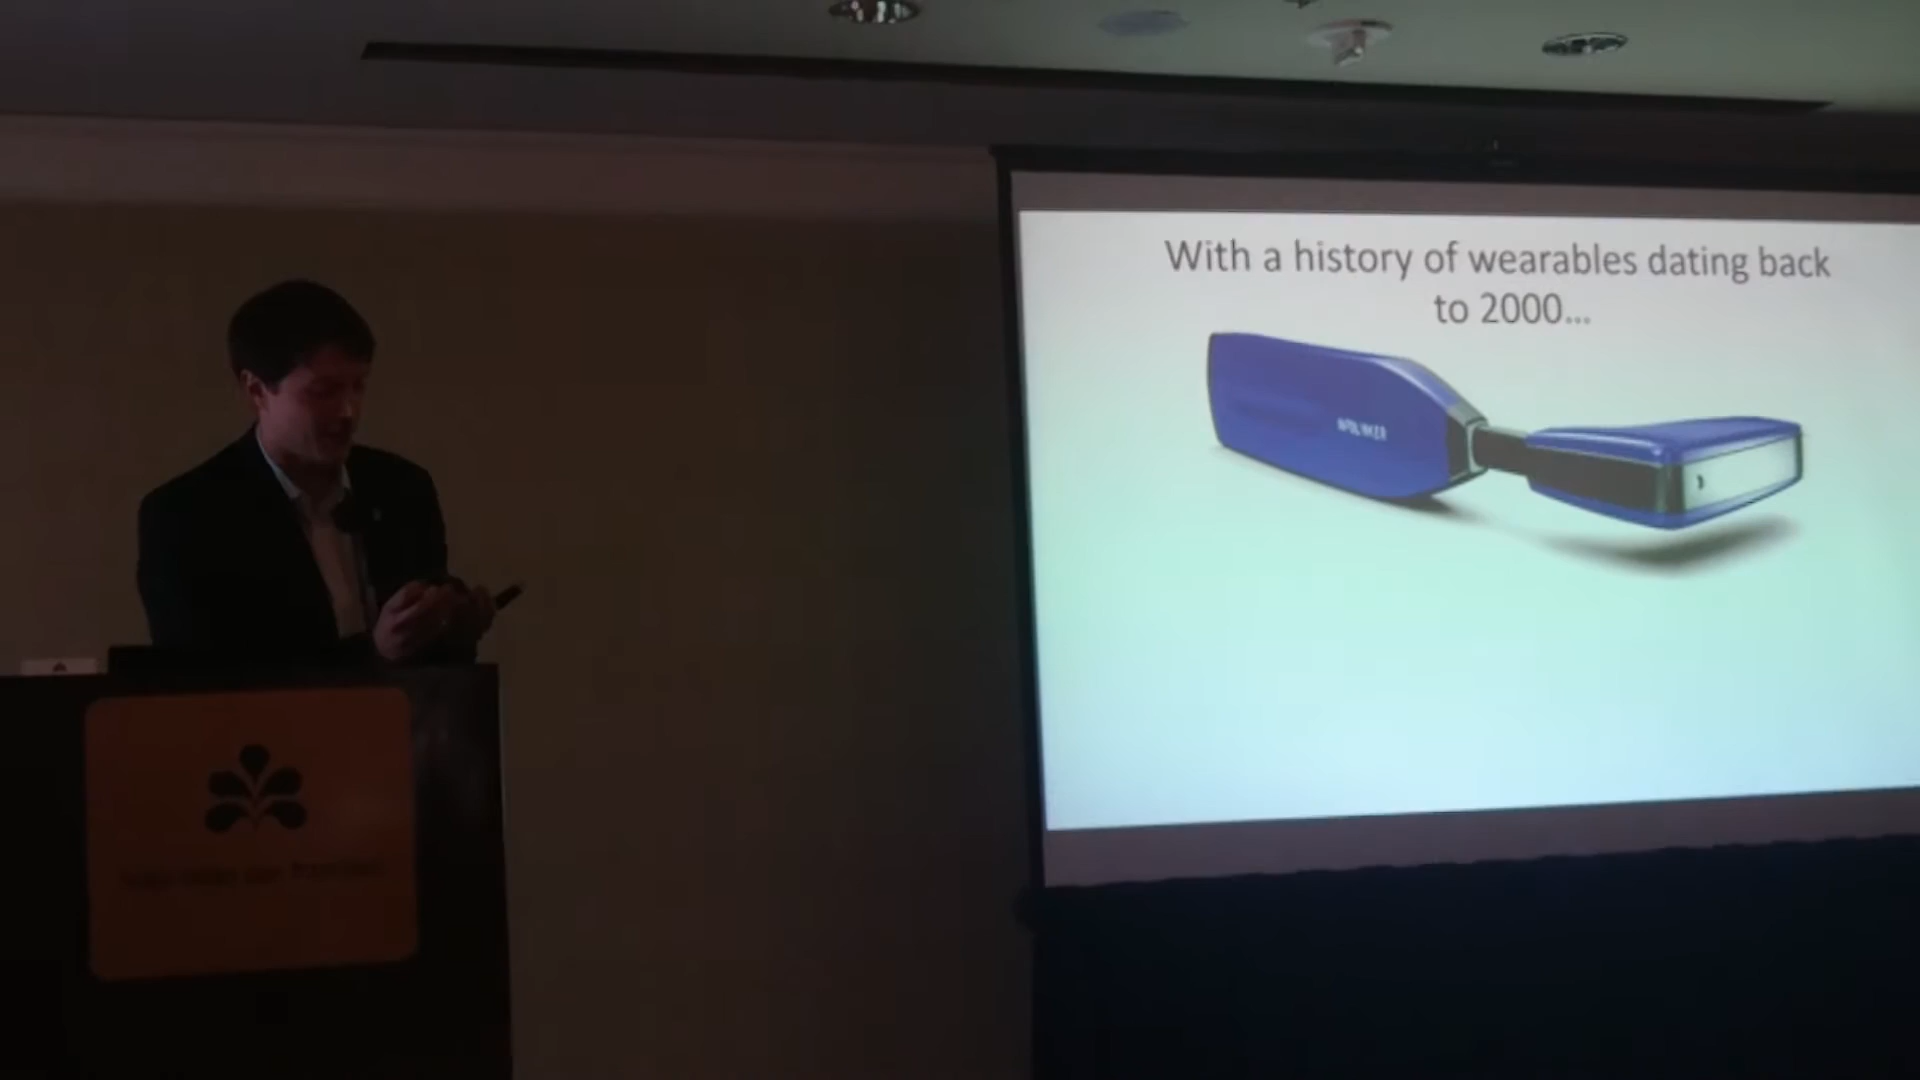 With a history of wearables dating back
to 2000...